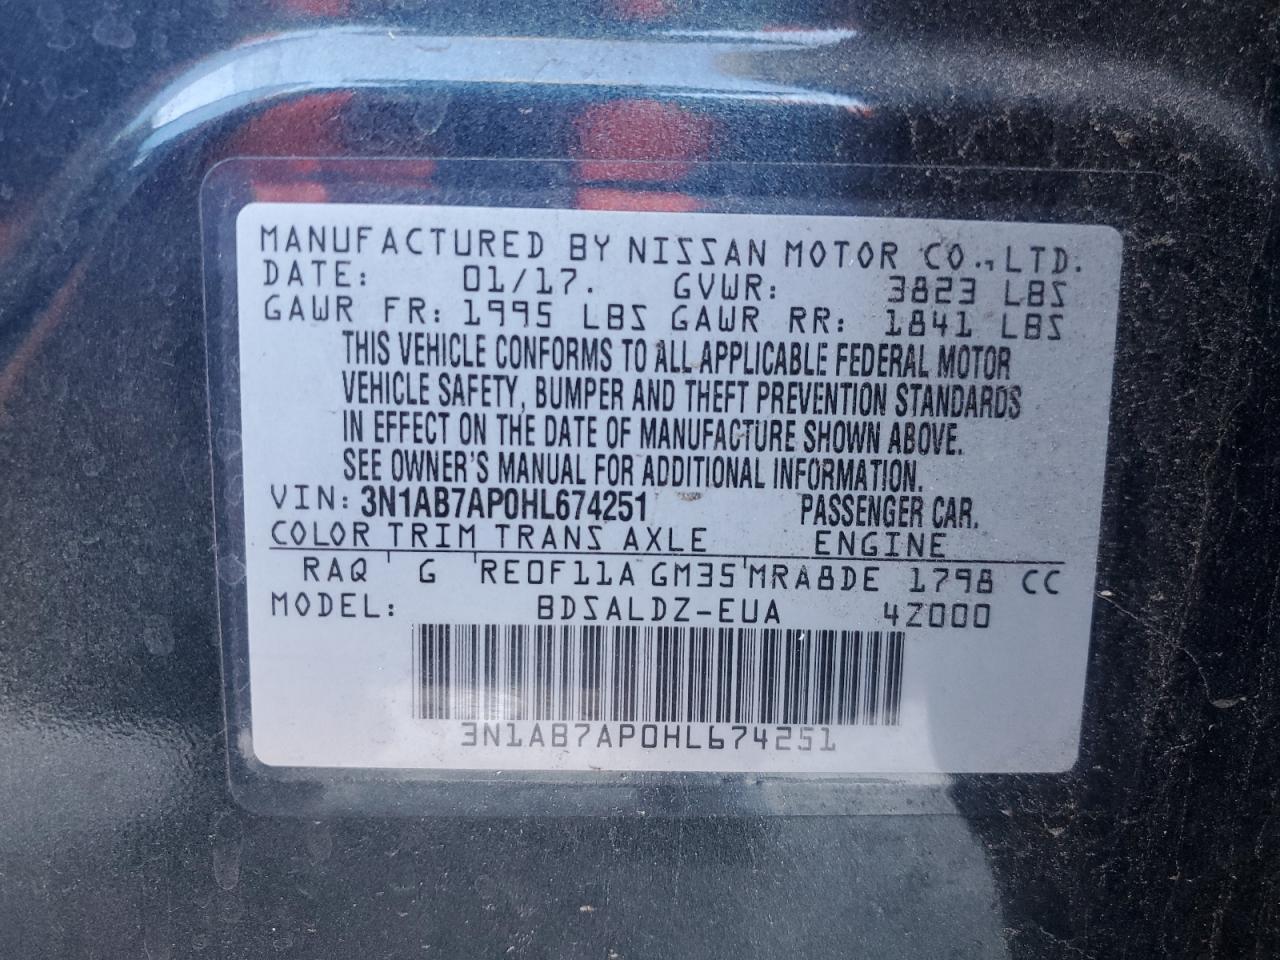 MANUFACTURED BY NISSAN MOTOR CO., LTD.
DATE: 01/17. GVWR: 3823 LBS
GAWR FR: 1995 LBS GAWR RR: 1841 LBS
THIS VEHICLE CONFORMS TO ALL APPLICABLE FEDERAL MOTOR
VEHICLE SAFETY, BUMPER AND THEFT PREVENTION STANDARDS
IN EFFECT ON THE DATE OF MANUFACTURE SHOWN ABOVE.
SEE OWNER'S MANUAL FOR ADDITIONAL INFORMATION.
VIN: 3N1AB7AP0HL674251 PASSENGER CAR.
COLOR TRIM TRANS AXLE ENGINE
RAQ G RE0F11A GM35 MRA8DE 1798 CC
MODEL: BDSALDZ-EUA 4Z000
3N1AB7AP0HL674251